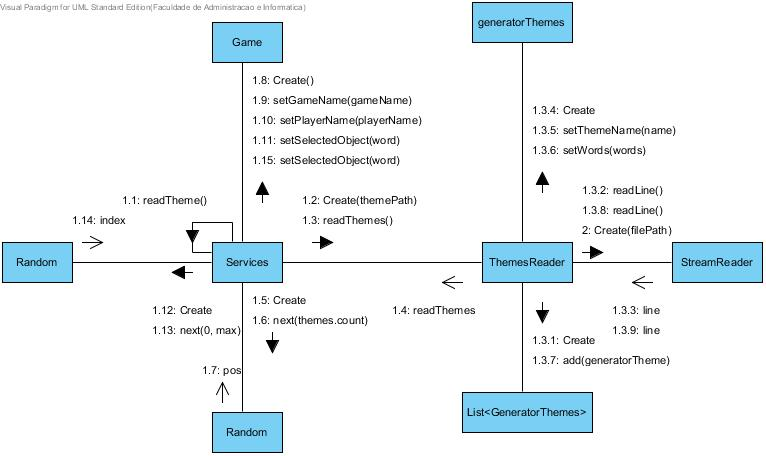 Visual Paradigm for UML Standard Edition(Faculdade de Administracao e Informatica)
Game
generatorThemes
1.8: Create()
1.9: setGameName(gameName)
1.10: setPlayerName(playerName)
1.11: setSelectedObject(word)
1.15: setSelectedObject(word)
1.3.4: Create
1.3.5: setThemeName(name)
1.3.6: setWords(words)
1.1: readTheme()
1.14: index
1.2: Create(themePath)
1.3: readThemes()
1.3.2: readLine()
1.3.8: readLine()
2: Create(filePath)
Random
Services
ThemesReader
StreamReader
1.12: Create
1.13: next(0, max)
1.5: Create
1.6: next(themes.count)
1.4: readThemes
1.3.3: line
1.3.9: line
1.3.1: Create
1.3.7: add(generatorTheme)
1.7: pos
Random
List<GeneratorThemes>